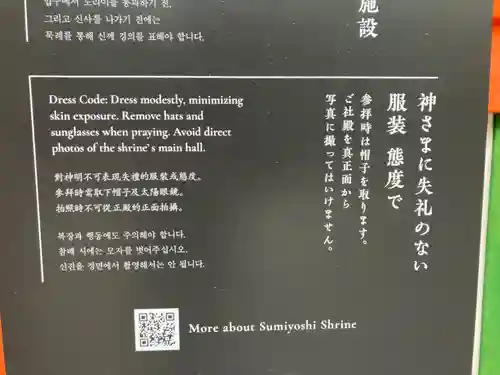 입구에서 도리이를 통과하기 전,
그리고 신사를 나가기 전에는
묵례를 통해 신께 경의를 표해야 합니다.
施設
神さまに失礼のない
服装 態度で
参拝時は帽子を取ります。
ご社殿を真正面から
写真に撮ってはいけません。
Dress Code: Dress modestly, minimizing
skin exposure. Remove hats and
sunglasses when praying. Avoid direct
photos of the shrine's main hall.
對神明不可表現失禮的服裝或態度。
參拜時需取下帽子及太陽眼鏡。
拍照時不可從正殿的正面拍攝。
복장과 행동에도 주의해야 합니다.
참배 시에는 모자를 벗어주십시오.
신전을 정면에서 촬영해서는 안 됩니다.
More about Sumiyoshi Shrine